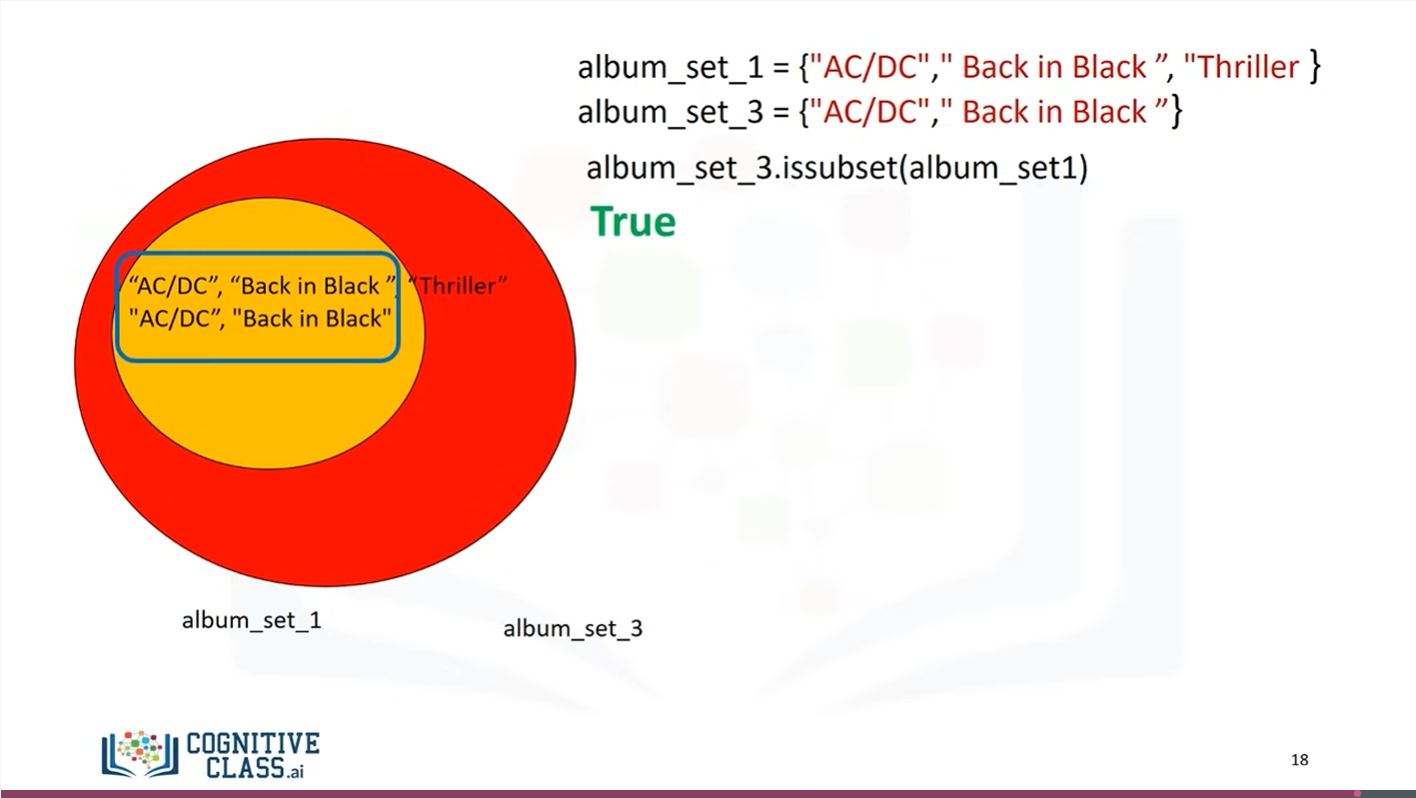 album_set_1 = {"AC/DC"," Back in Black ”, "Thriller }
album_set_3 = {"AC/DC"," Back in Black ”}
album_set_3.issubset(album_set1)
True
“AC/DC”, “Back in Black ”, “Thriller”
"AC/DC”, "Back in Black"
album_set_1
album_set_3
COGNITIVE
CLASS.ai
18